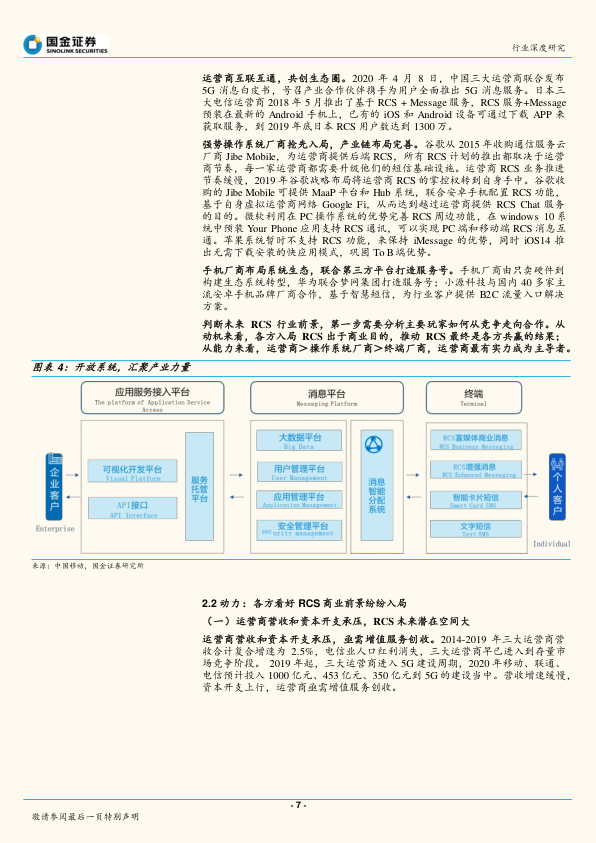 国金证券
SINOLINK SECURITIES
行业深度研究
运营商互联互通，共创生态圈。2020 年 4 月 8 日，中国三大运营商联合发布
5G 消息白皮书，号召产业合作伙伴携手为用户全面推出 5G 消息服务。日本三
大电信运营商 2018 年 5 月推出了基于 RCS + Message 服务，RCS 服务+Message
预装在最新的 Android 手机上，已有的 iOS 和 Android 设备可通过下载 APP 来
获取服务，到 2019 年底日本 RCS 用户数达到 1300 万。
强势操作系统厂商抢先入局，产业链布局完善。谷歌从 2015 年收购通信服务云
厂商 Jibe Mobile，为运营商提供后端 RCS，所有 RCS 计划的推出都取决于运营
商节奏，每一家运营商都需要升级他们的短信基础设施。运营商 RCS 业务推进
节奏缓慢，2019 年谷歌战略布局将运营商 RCS 的掌控权转到自身手中。谷歌收
购的 Jibe Mobile 可提供 MaaP 平台和 Hub 系统，联合安卓手机配置 RCS 功能，
基于自身虚拟运营商网络 Google Fi，从而达到越过运营商提供 RCS Chat 服务
的目的。微软利用在 PC 操作系统的优势完善 RCS 周边功能，在 windows 10 系
统中预装 Your Phone 应用支持 RCS 通讯，可以实现 PC 端和移动端 RCS 消息互
通。苹果系统暂时不支持 RCS 功能，来保持 iMessage 的优势，同时 iOS14 推
出无需下载安装的快应用模式，巩固 To B 端优势。
手机厂商布局系统生态，联合第三方平台打造服务号。手机厂商由只卖硬件到
构建生态系统转型，华为联合梦网集团打造服务号；小源科技与国内 40 多家主
流安卓手机品牌厂商合作，基于智慧短信，为行业客户提供 B2C 流量入口解决
方案。
判断未来 RCS 行业前景，第一步需要分析主要玩家如何从竞争走向合作。从
动机来看，各方入局 RCS 出于商业目的，推动 RCS 最终是各方共赢的结果；
从能力来看，运营商＞操作系统厂商＞终端厂商，运营商最有实力成为主导者。
图表 4：开放系统，汇聚产业力量
应用服务接入平台
The platform of Application Service
Access
消息平台
Messaging Platform
终端
Terminal
企业客户
Enterprise
可视化开发平台
Visual Platform
API接口
API Interface
服务托管平台
大数据平台
Big Data
用户管理平台
User Management
应用管理平台
Application Management
安全管理平台
security management
消息智能分配系统
RCS富媒体商业消息
RCS Business Messaging
RCS增强消息
RCS Enhanced Messaging
智能卡片短信
Smart Card SMS
文字短信
Text SMS
个人客户
Individual
来源：中国移动，国金证券研究所
2.2 动力：各方看好 RCS 商业前景纷纷入局
（一）运营商营收和资本开支承压，RCS 未来潜在空间大
运营商营收和资本开支承压，亟需增值服务创收。2014-2019 年三大运营商营
收合计复合增速为 2.5%，电信业人口红利消失，三大运营商早已进入到存量市
场竞争阶段。 2019 年起，三大运营商进入 5G 建设周期，2020 年移动、联通、
电信预计投入 1000 亿元、453 亿元、350 亿元到 5G 的建设当中。营收增速缓慢，
资本开支上行，运营商亟需增值服务创收。
- 7 -
敬请参阅最后一页特别声明